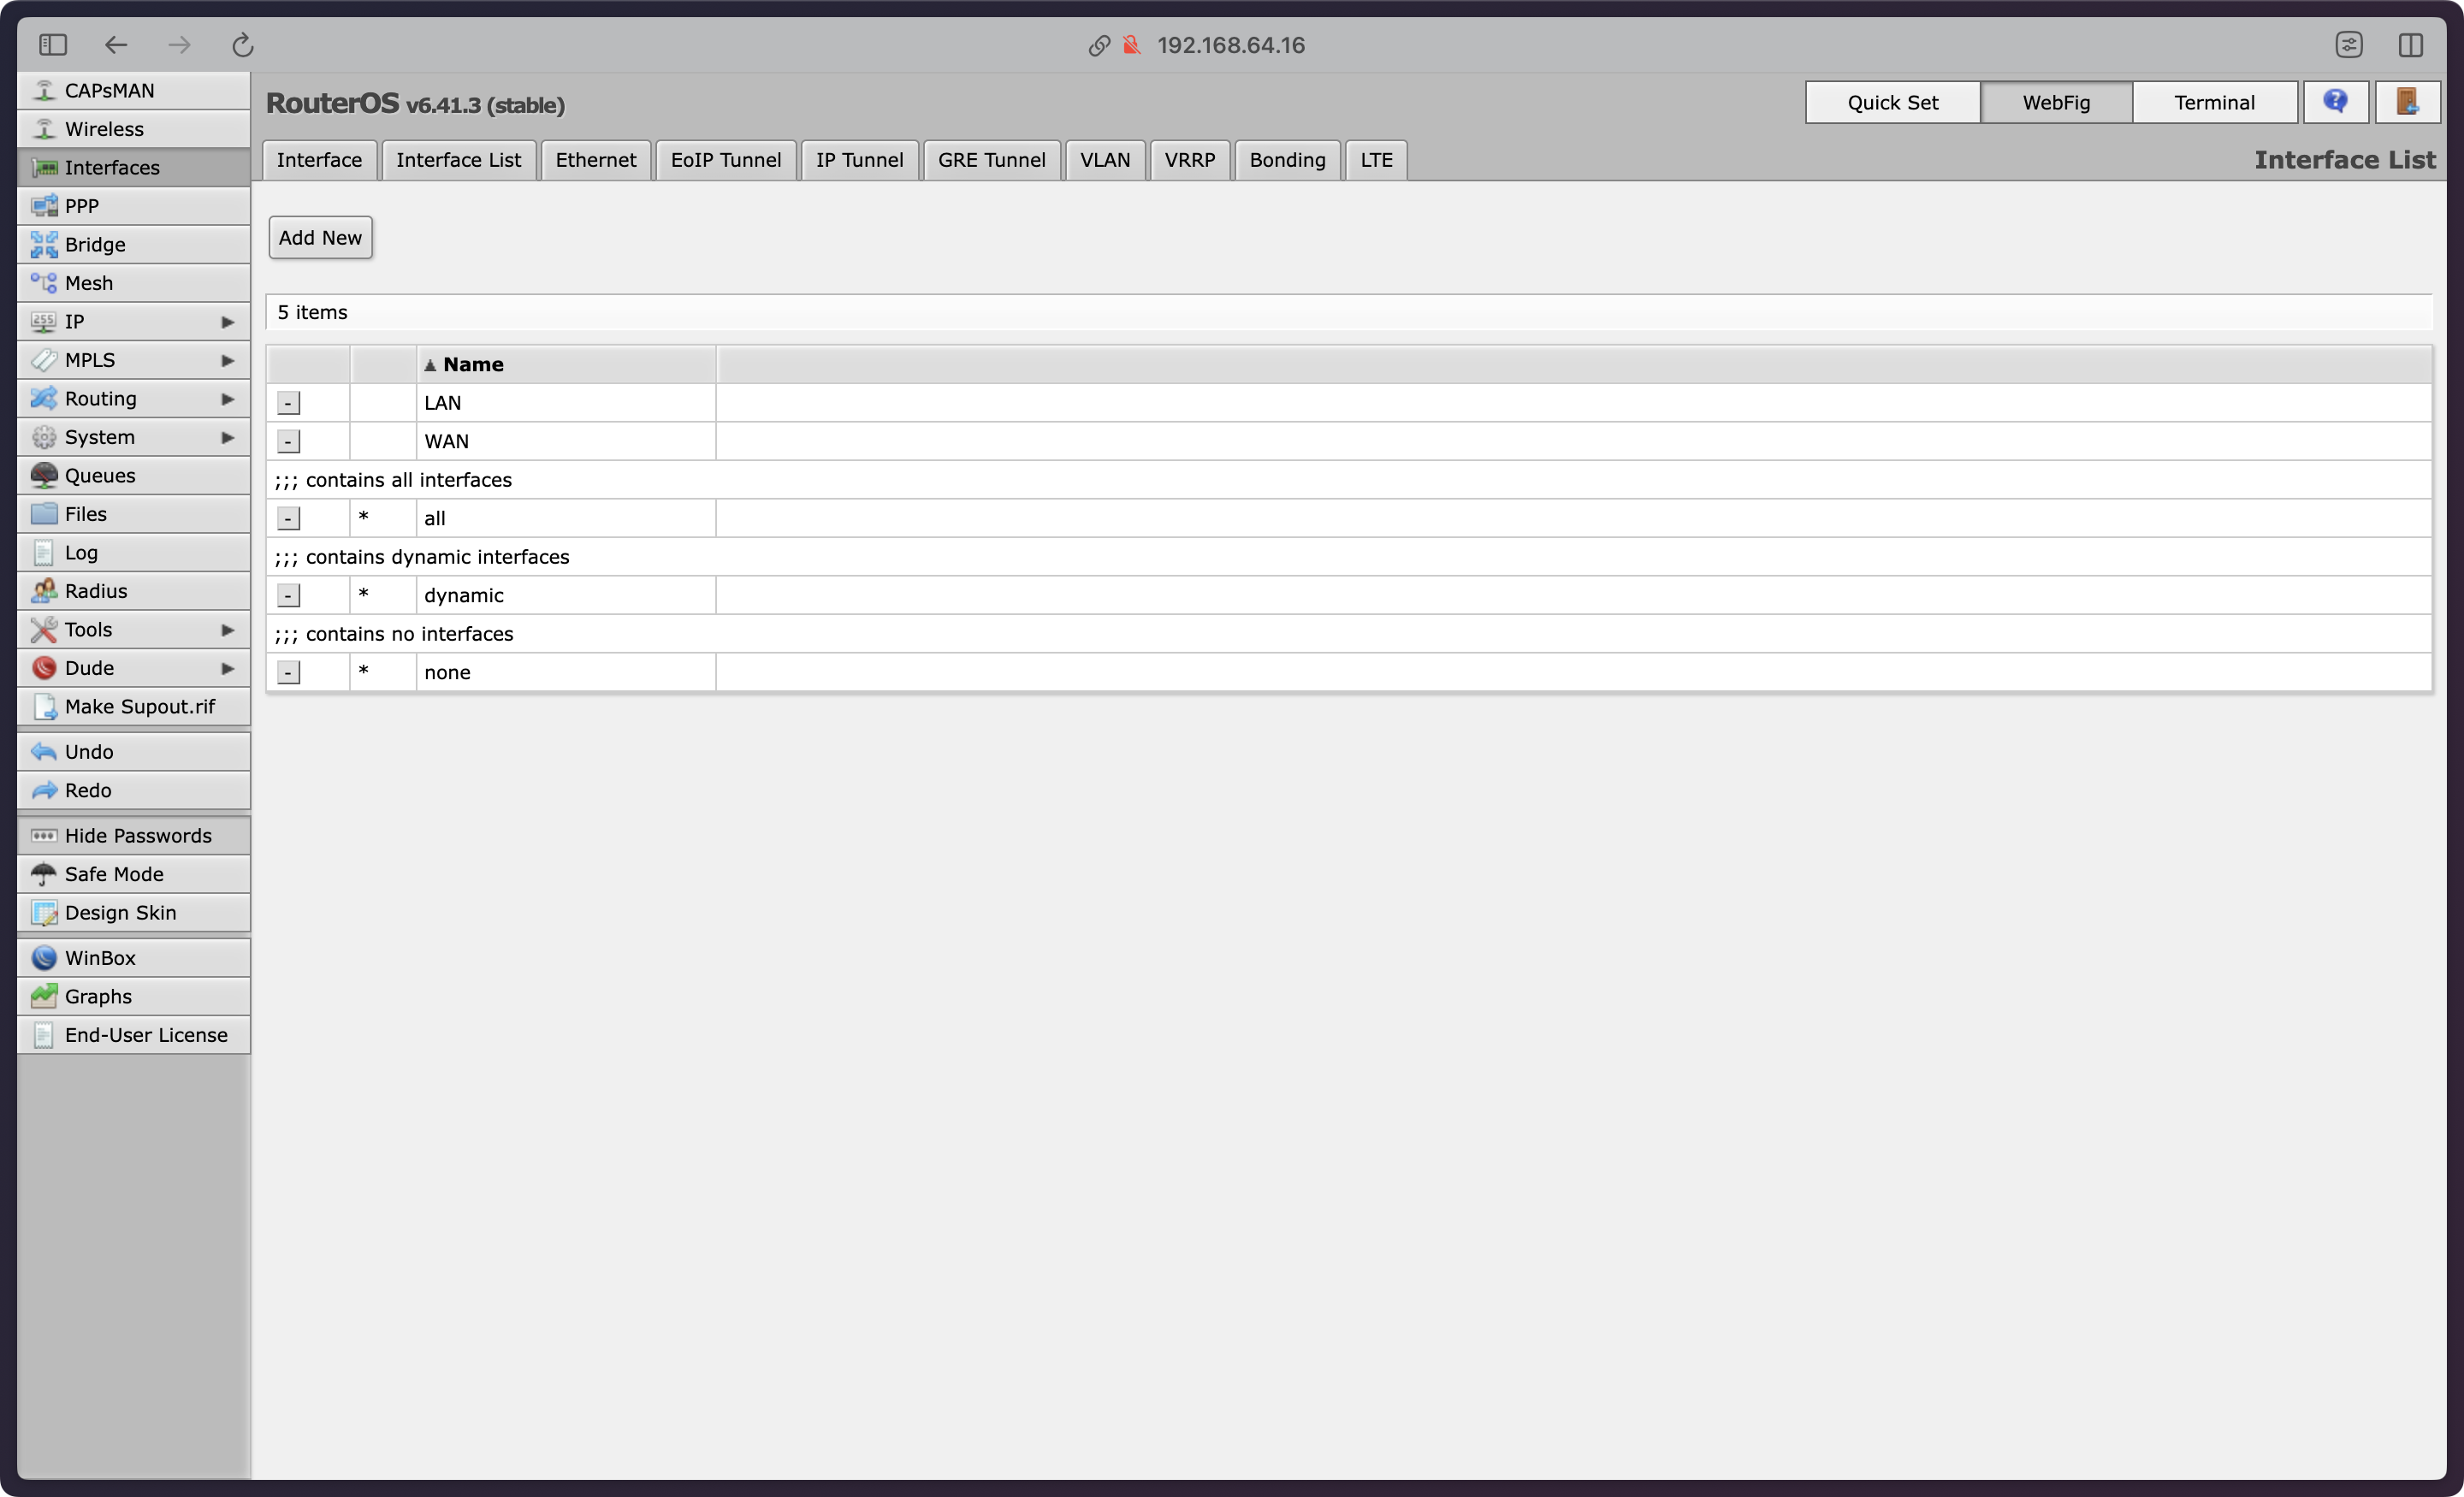 192.168.64.16
CAPsMAN
Wireless
Interfaces
PPP
Bridge
Mesh
IP
MPLS
Routing
System
Queues
Files
Log
Radius
Tools
Dude
Make Supout.rif
Undo
Redo
Hide Passwords
Safe Mode
Design Skin
WinBox
Graphs
End-User License
RouterOS v6.41.3 (stable)
Quick Set WebFig Terminal
Interface Interface List Ethernet EoIP Tunnel IP Tunnel GRE Tunnel VLAN VRRP Bonding LTE Interface List
Add New
5 items
▲ Name
- LAN
- WAN
;;; contains all interfaces
- * all
;;; contains dynamic interfaces
- * dynamic
;;; contains no interfaces
- * none